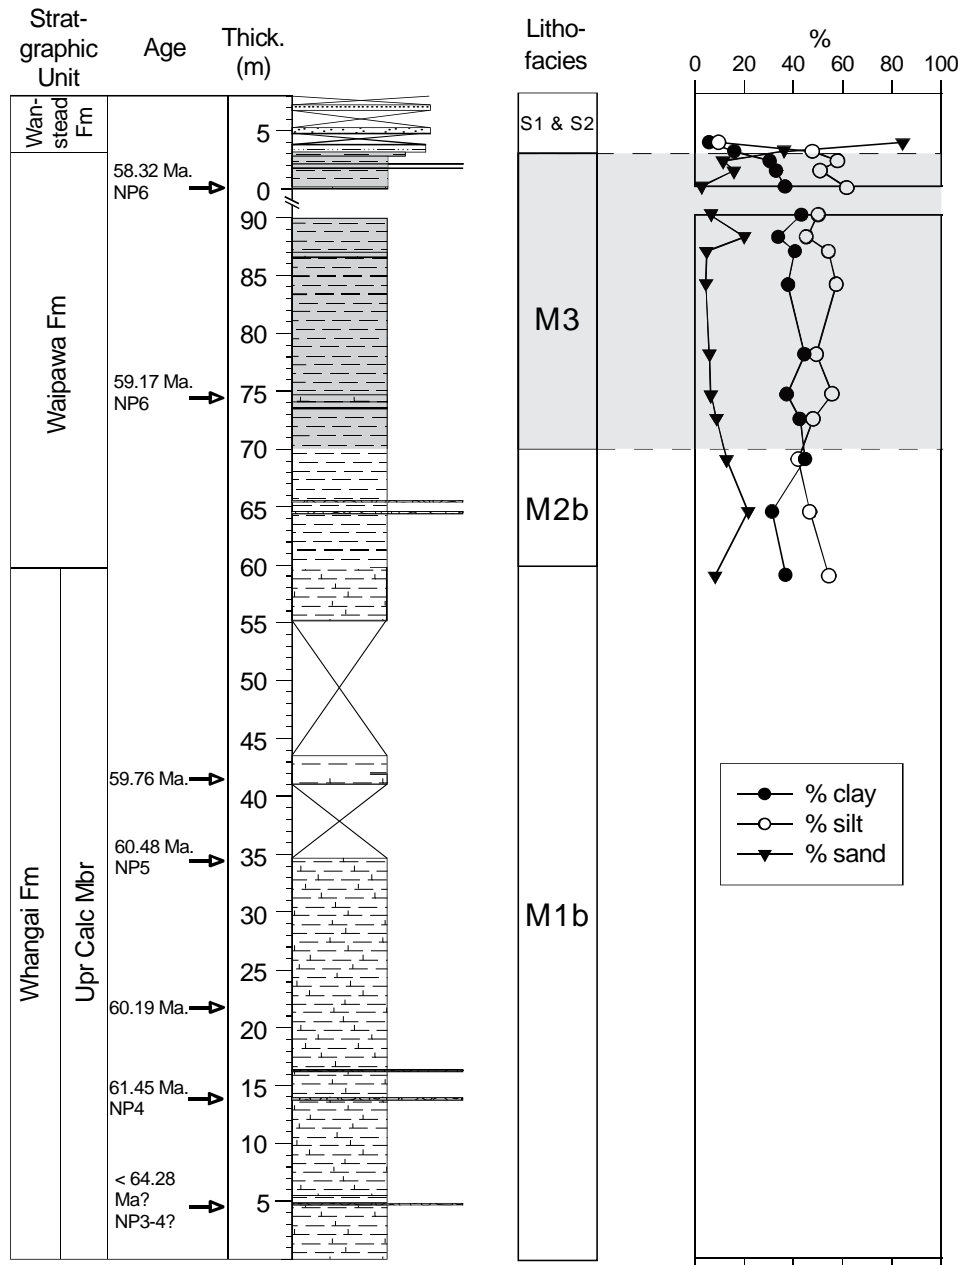 Strat-
graphic
Unit
Age
Thick.
(m)
Litho-
facies
%
0 20 40 60 80 100
Wan-
stead
Fm
Waipawa Fm
Whangai Fm
Upr Calc Mbr
58.32 Ma.
NP6
59.17 Ma.
NP6
59.76 Ma.
60.48 Ma.
NP5
60.19 Ma.
61.45 Ma.
NP4
< 64.28
Ma?
NP3-4?
5
0
90
85
80
75
70
65
60
55
50
45
40
35
30
25
20
15
10
5
S1 & S2
M3
M2b
M1b
% clay
% silt
% sand